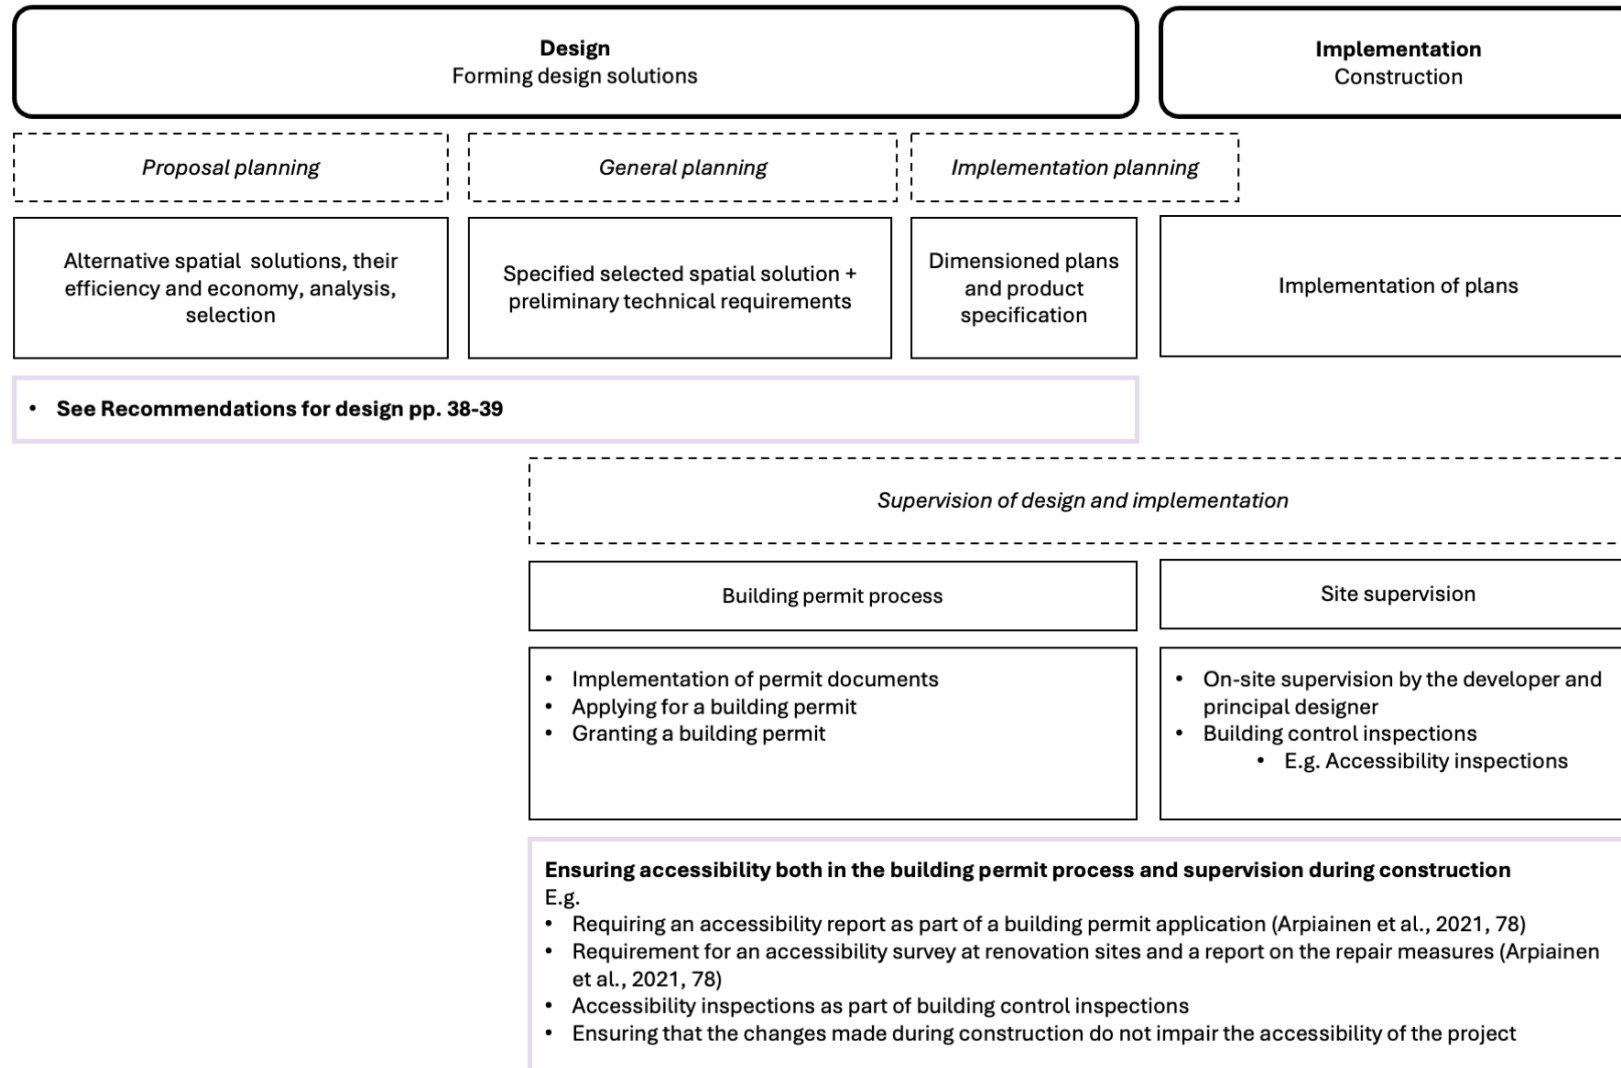 Design
Forming design solutions
Implementation
Construction
Proposal planning
General planning
Implementation planning
Alternative spatial solutions, their
efficiency and economy, analysis,
selection
Specified selected spatial solution +
preliminary technical requirements
Dimensioned plans
and product
specification
Implementation of plans
• See Recommendations for design pp. 38-39
Supervision of design and implementation
Building permit process
Site supervision
• Implementation of permit documents
• Applying for a building permit
• Granting a building permit
• On-site supervision by the developer and
principal designer
• Building control inspections
• E.g. Accessibility inspections
Ensuring accessibility both in the building permit process and supervision during construction
E.g.
• Requiring an accessibility report as part of a building permit application (Arpiainen et al., 2021, 78)
• Requirement for an accessibility survey at renovation sites and a report on the repair measures (Arpiainen
et al., 2021, 78)
• Accessibility inspections as part of building control inspections
• Ensuring that the changes made during construction do not impair the accessibility of the project